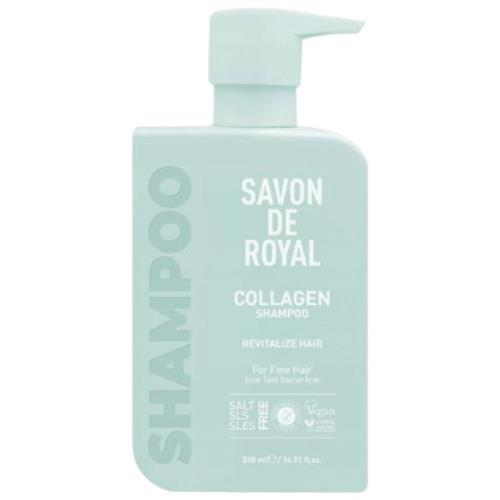 SHAMPOO
SAVON
DE
ROYAL
COLLAGEN
SHAMPOO
REVITALIZE HAIR
For Fine Hair
İnce Telli Saçlar İçin
SALT
SLS
SLES
FREE
Vegan
500 ml ℮ / 16.91 fl.oz.